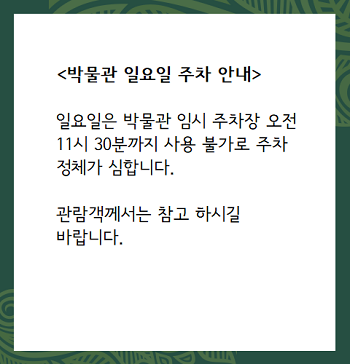 <박물관 일요일 주차 안내>
일요일은 박물관 임시 주차장 오전
11시 30분까지 사용 불가로 주차
정체가 심합니다.
관람객께서는 참고 하시길
바랍니다.